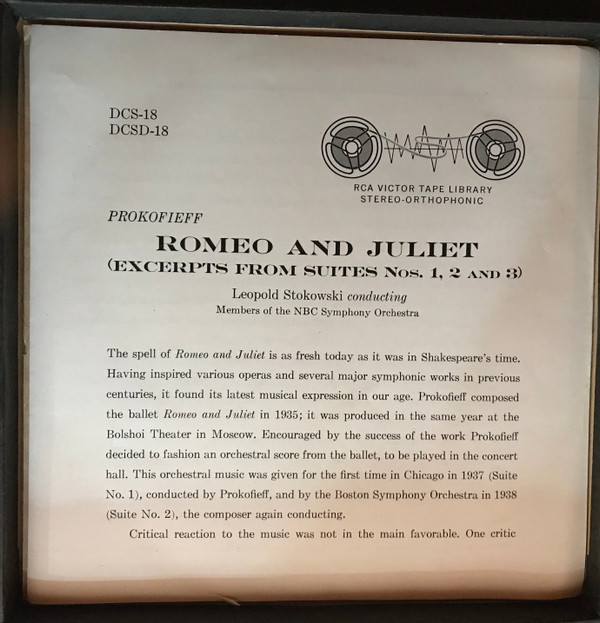 DCS-18
DCSD-18
RCA VICTOR TAPE LIBRARY
STEREO-ORTHOPHONIC
PROKOFIEFF
ROMEO AND JULIET
(EXCERPTS FROM SUITES Nos. 1, 2 AND 3)
Leopold Stokowski conducting
Members of the NBC Symphony Orchestra
The spell of Romeo and Juliet is as fresh today as it was in Shakespeare's time.
Having inspired various operas and several major symphonic works in previous
centuries, it found its latest musical expression in our age. Prokofieff composed
the ballet Romeo and Juliet in 1935; it was produced in the same year at the
Bolshoi Theater in Moscow. Encouraged by the success of the work Prokofieff
decided to fashion an orchestral score from the ballet, to be played in the concert
hall. This orchestral music was given for the first time in Chicago in 1937 (Suite
No. 1), conducted by Prokofieff, and by the Boston Symphony Orchestra in 1938
(Suite No. 2), the composer again conducting.
Critical reaction to the music was not in the main favorable. One critic